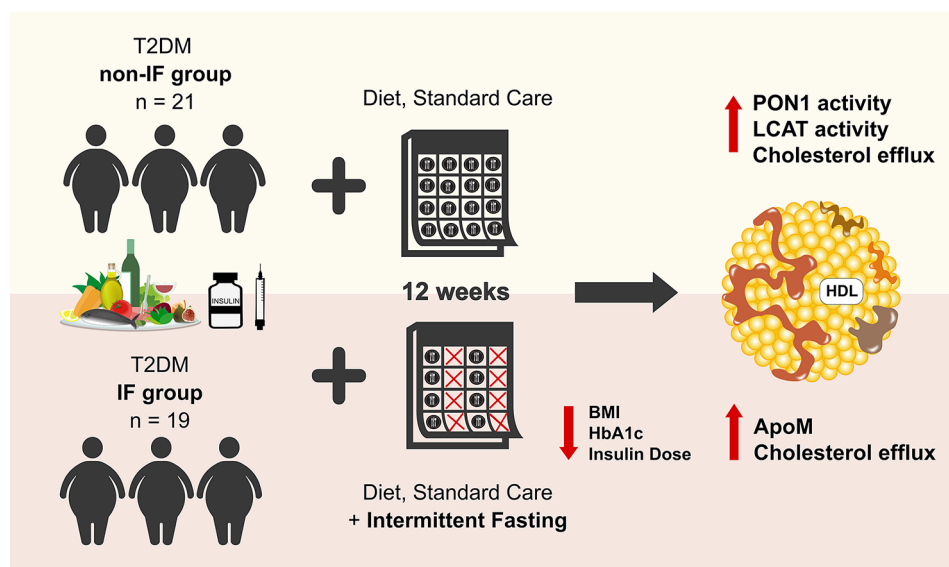 T2DM
non-IF group
n = 21
Diet, Standard Care
PON1 activity
LCAT activity
Cholesterol efflux
INSULIN
12 weeks
HDL
T2DM
IF group
n = 19
BMI
HbA1c
Insulin Dose
ApoM
Cholesterol efflux
Diet, Standard Care
+ Intermittent Fasting